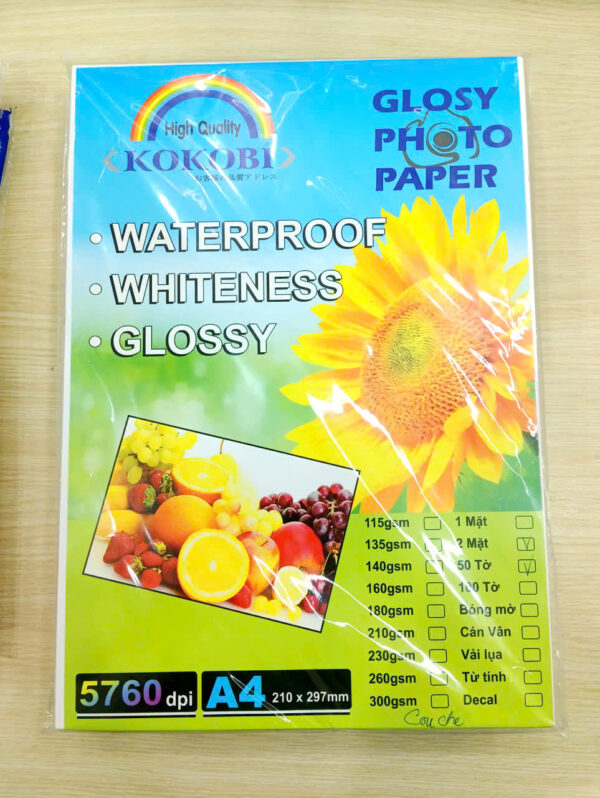 High Quality
KOKOBI
GLOSY
PHOTO
PAPER
• WATERPROOF
• WHITENESS
• GLOSSY
115gsm 1 Mặt
135gsm 2 Mặt V
140gsm 50 Tờ V
160gsm 100 Tờ
180gsm Bóng mờ
210gsm Cán Vân
230gsm Vải lụa
260gsm Từ tính
300gsm Decal
Couche
5760 dpi
A4 210 x 297mm